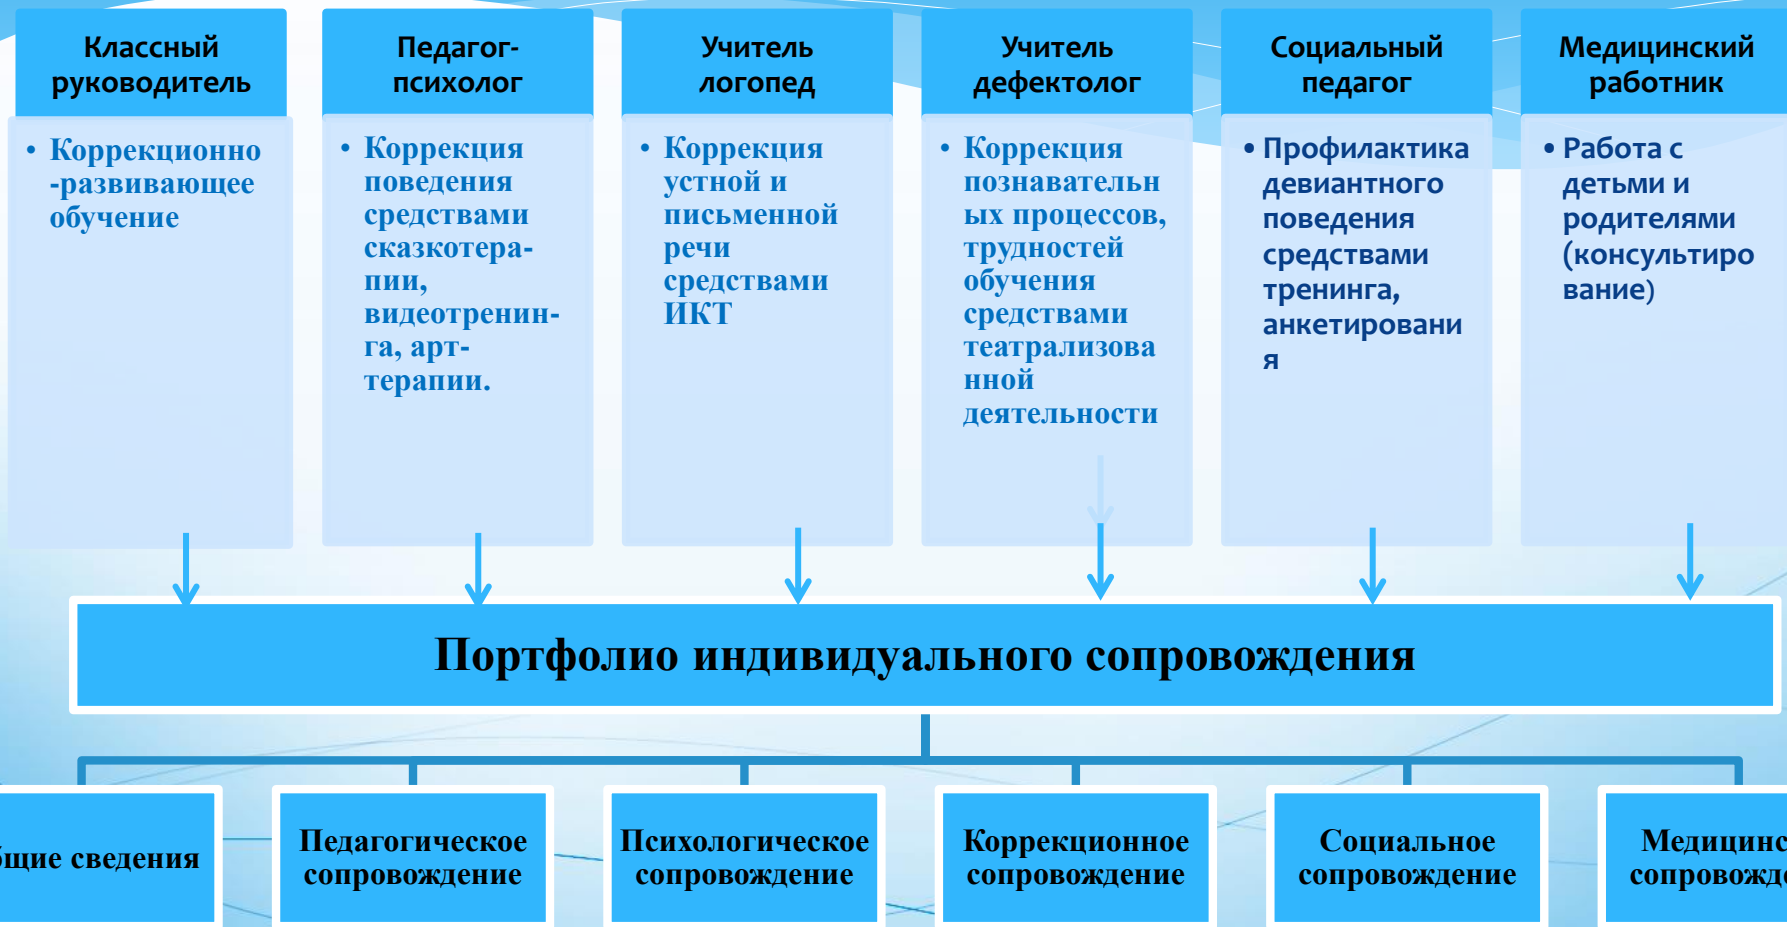 Классный
руководитель
• Коррекционно
-развивающее
обучение
Педагог-
психолог
• Коррекция
поведения
средствами
сказкотера-
пии,
видеотренин-
га, арт-
терапии.
Учитель
логопед
• Коррекция
устной и
письменной
речи
средствами
ИКТ
Учитель
дефектолог
• Коррекция
познавательн
ых процессов,
трудностей
обучения
средствами
театрализова
нной
деятельности
Социальный
педагог
• Профилактика
девиантного
поведения
средствами
тренинга,
анкетировани
я
Медицинский
работник
• Работа с
детьми и
родителями
(консультиро
вание)
Портфолио индивидуального сопровождения
щие сведения
Педагогическое
сопровождение
Психологическое
сопровождение
Коррекционное
сопровождение
Социальное
сопровождение
Медицинс
сопровожд